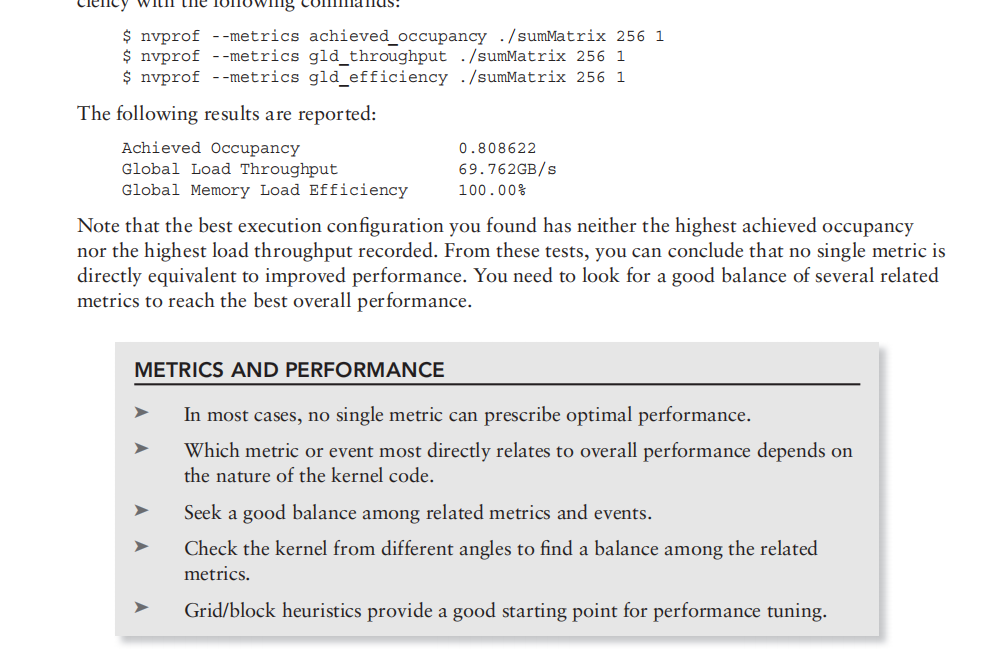 ciency with the following commands:
$ nvprof --metrics achieved_occupancy ./sumMatrix 256 1
$ nvprof --metrics gld_throughput ./sumMatrix 256 1
$ nvprof --metrics gld_efficiency ./sumMatrix 256 1
The following results are reported:
Achieved Occupancy 0.808622
Global Load Throughput 69.762GB/s
Global Memory Load Efficiency 100.00%
Note that the best execution configuration you found has neither the highest achieved occupancy
nor the highest load throughput recorded. From these tests, you can conclude that no single metric is
directly equivalent to improved performance. You need to look for a good balance of several related
metrics to reach the best overall performance.
METRICS AND PERFORMANCE
➤ In most cases, no single metric can prescribe optimal performance.
➤ Which metric or event most directly relates to overall performance depends on
the nature of the kernel code.
➤ Seek a good balance among related metrics and events.
➤ Check the kernel from different angles to find a balance among the related
metrics.
➤ Grid/block heuristics provide a good starting point for performance tuning.